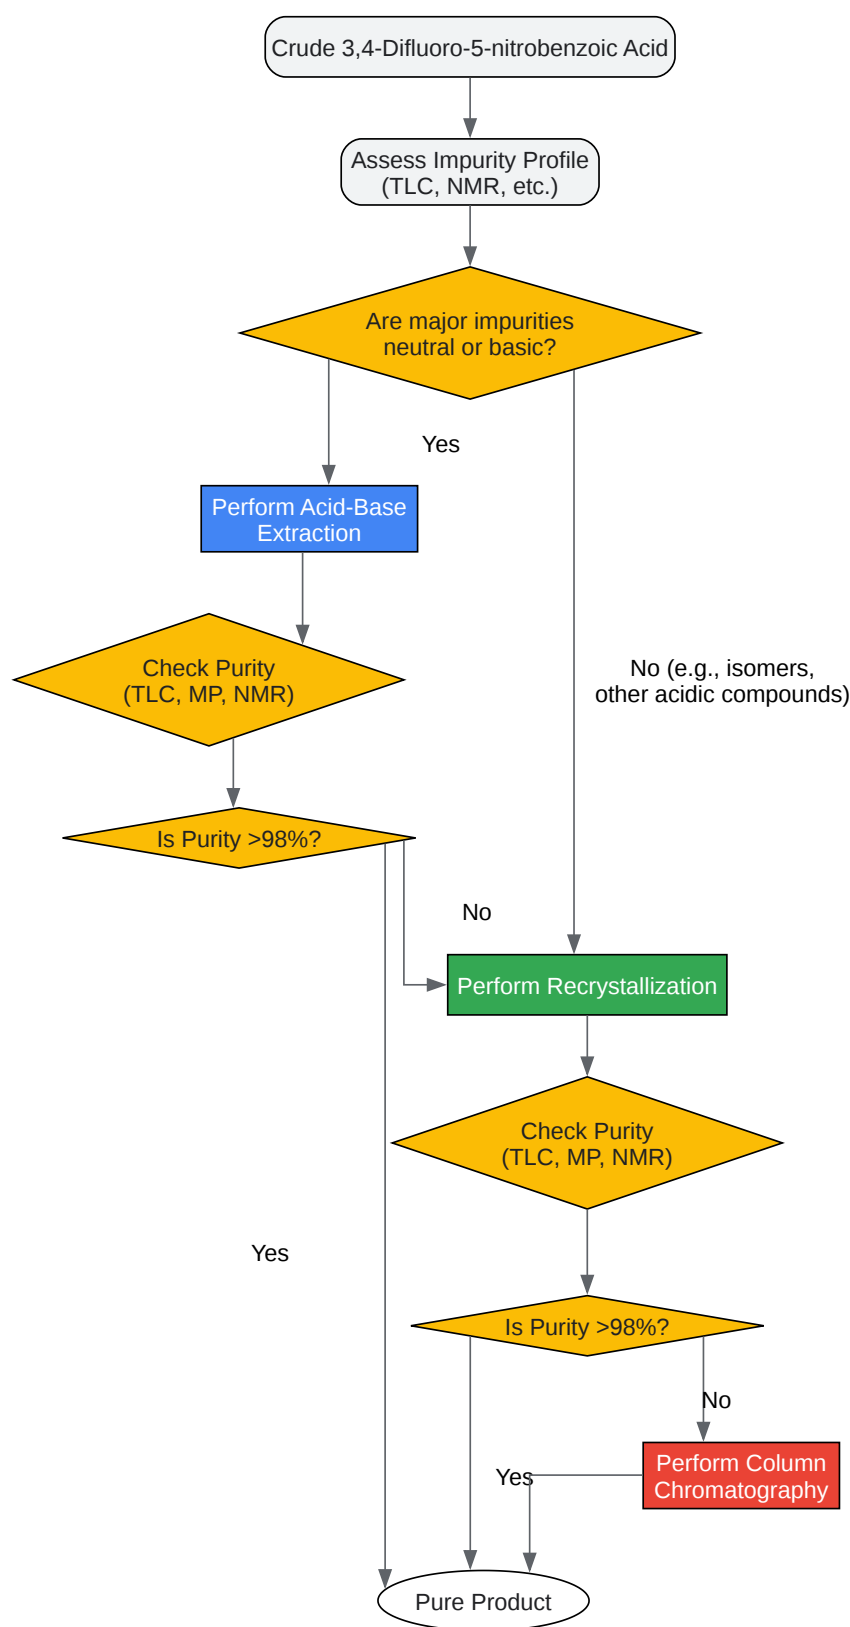 Crude 3,4-Difluoro-5-nitrobenzoic Acid
Assess Impurity Profile
(TLC, NMR, etc.)
Are major impurities
neutral or basic?
Yes
Perform Acid-Base
Extraction
Check Purity
(TLC, MP, NMR)
No (e.g., isomers,
other acidic compounds)
Is Purity >98%?
No
Perform Recrystallization
Check Purity
(TLC, MP, NMR)
Yes
Is Purity >98%?
No
Perform Column
Chromatography
Yes
Pure Product